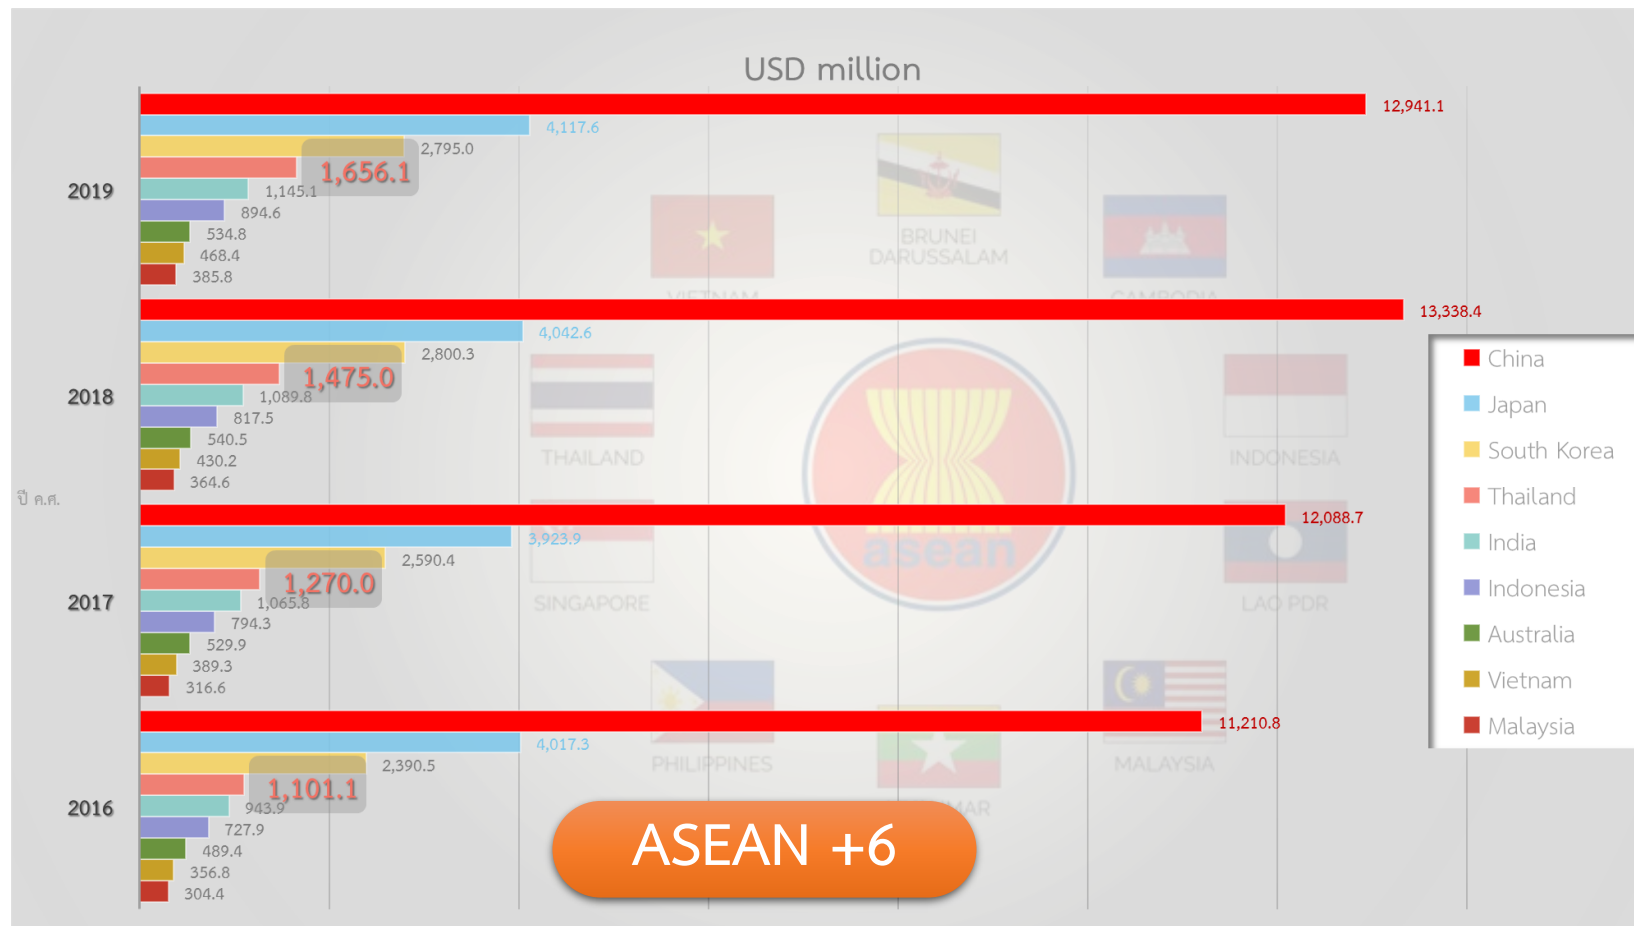 USD million
2019
12,941.1
4,117.6
2,795.0
1,656.1
1,145.1
894.6
534.8
468.4
385.8
2018
13,338.4
4,042.6
2,800.3
1,475.0
1,089.8
817.5
540.5
430.2
364.6
ปี ค.ศ.
2017
12,088.7
3,923.9
2,590.4
1,270.0
1,065.8
794.3
529.9
389.3
316.6
2016
11,210.8
4,017.3
2,390.5
1,101.1
943.9
727.9
489.4
356.8
304.4
China
Japan
South Korea
Thailand
India
Indonesia
Australia
Vietnam
Malaysia
VIETNAM
BRUNEI
DARUSSALAM
CAMBODIA
THAILAND
INDONESIA
asean
SINGAPORE
LAO PDR
PHILIPPINES
MALAYSIA
ASEAN +6